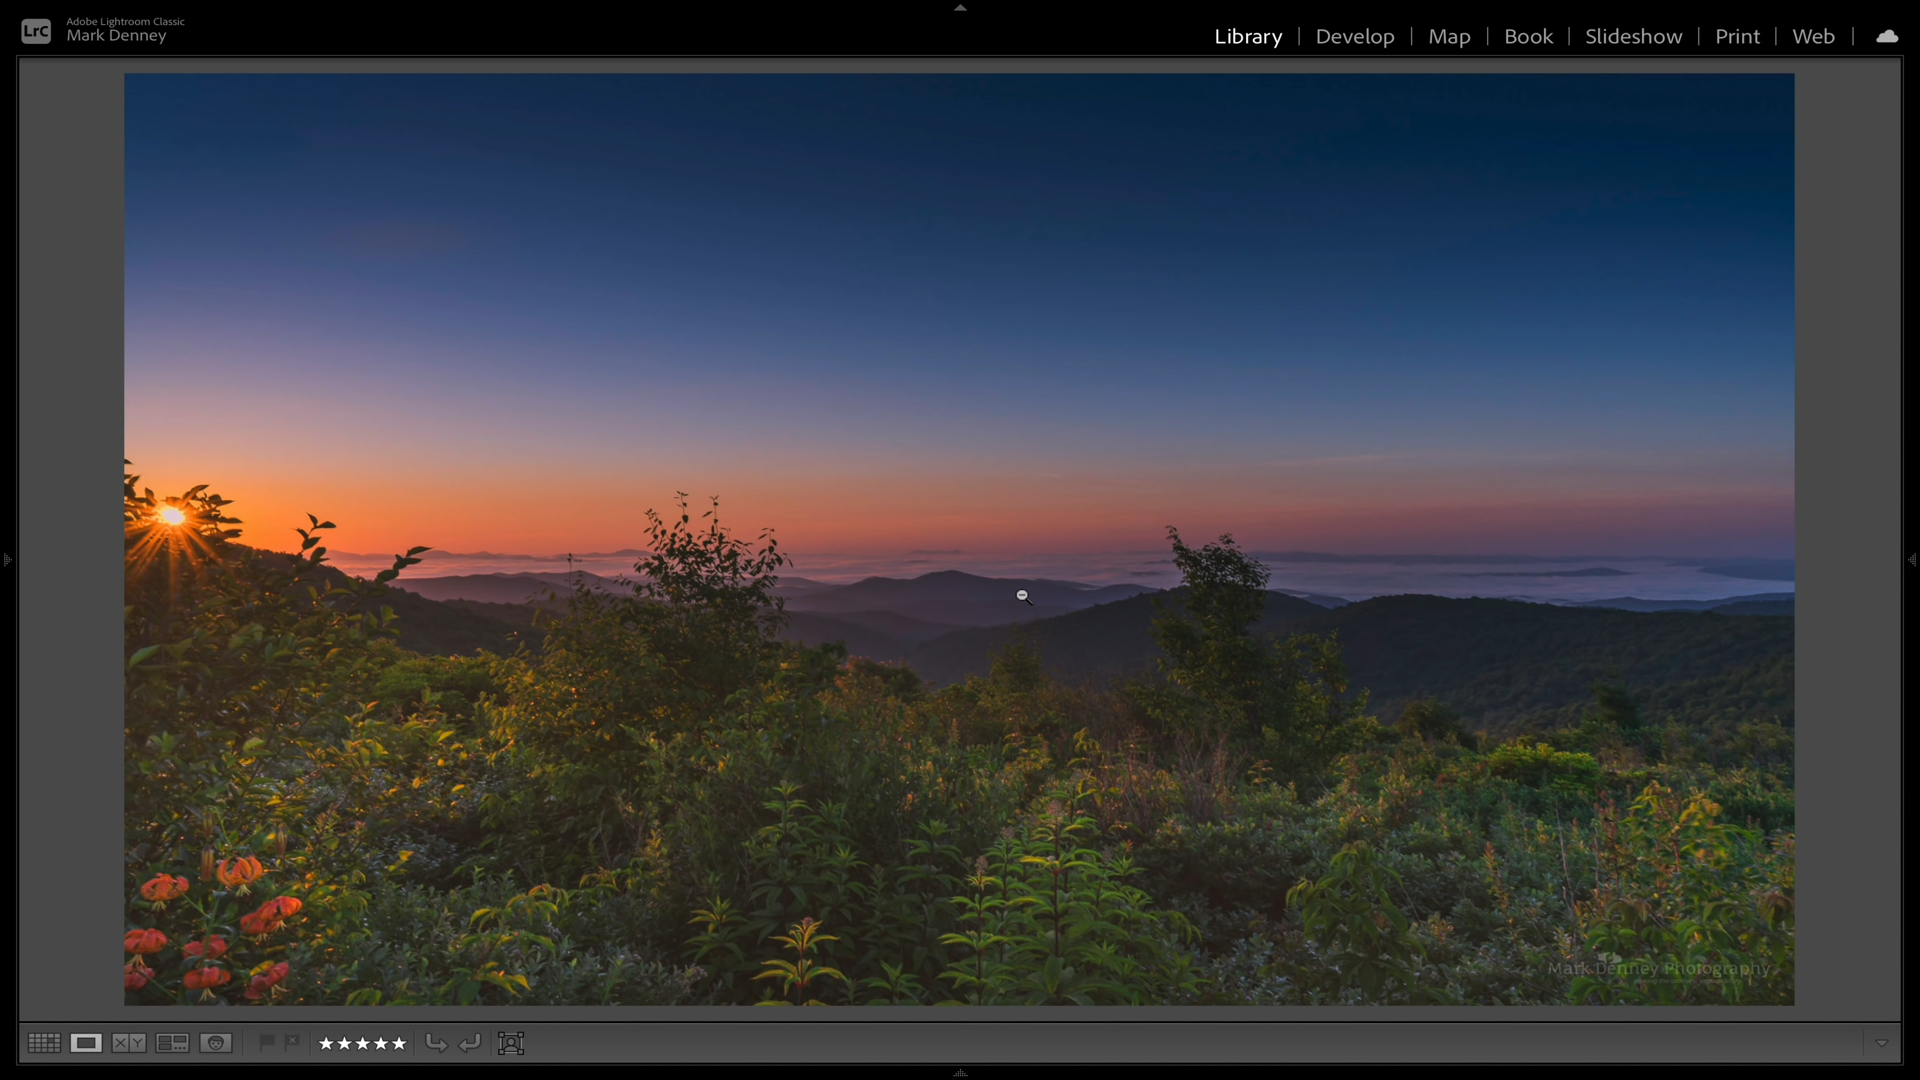 LrC
Adobe Lightroom Classic
Mark Denney
Library | Develop | Map | Book | Slideshow | Print | Web
Mark Denney Photography
X Y